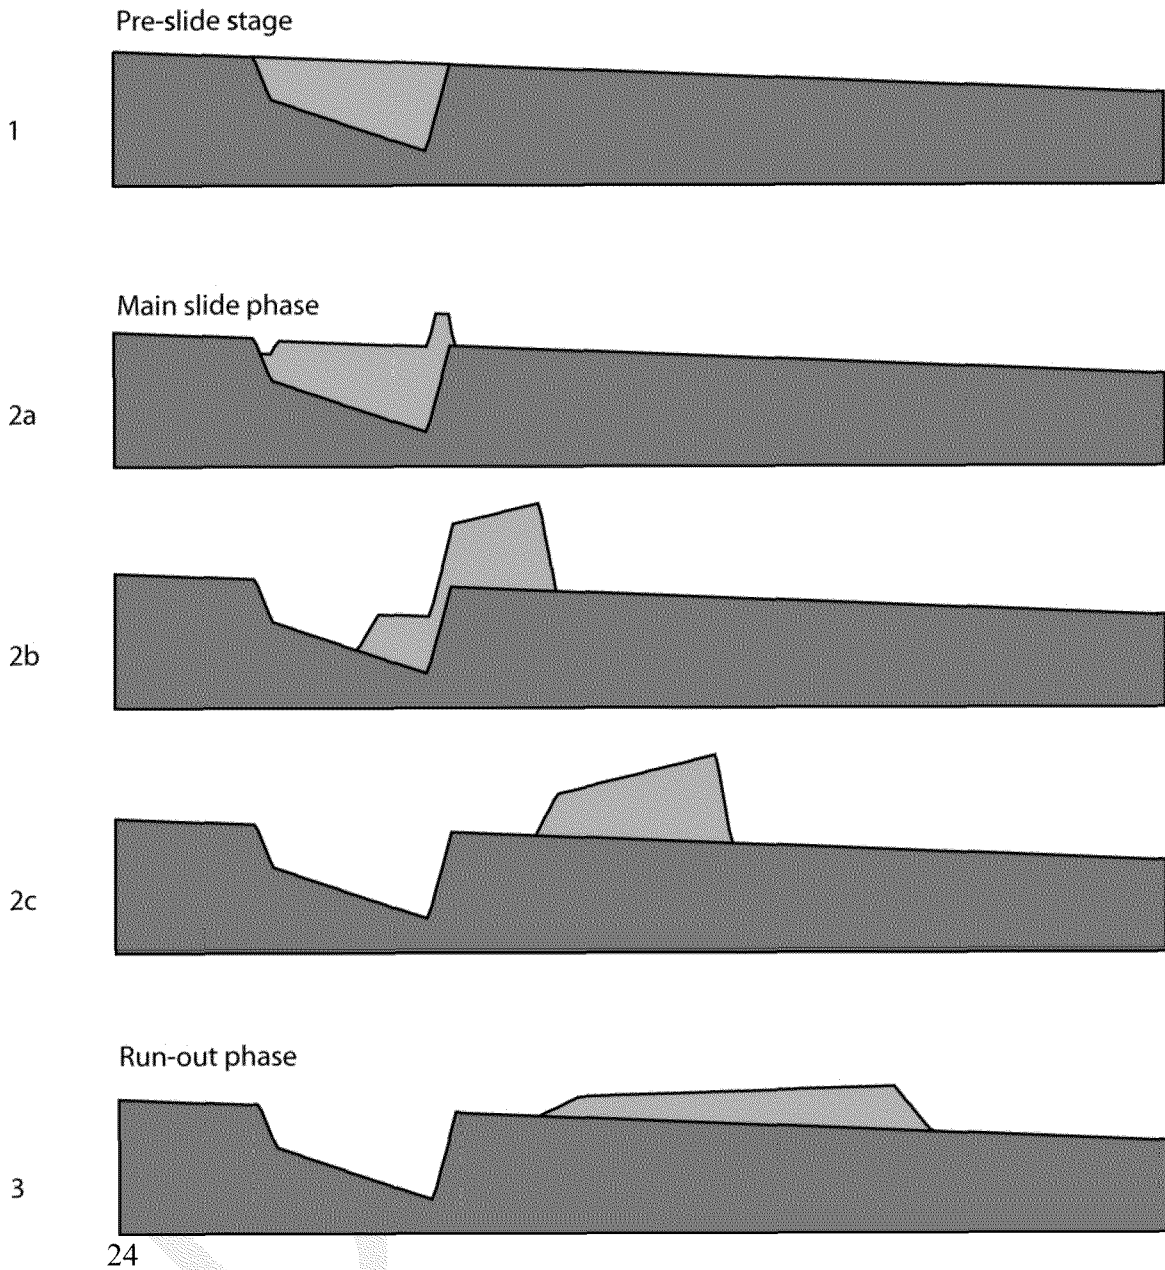 Pre-slide stage
1
Main slide phase
2a
2b
2c
Run-out phase
3
24